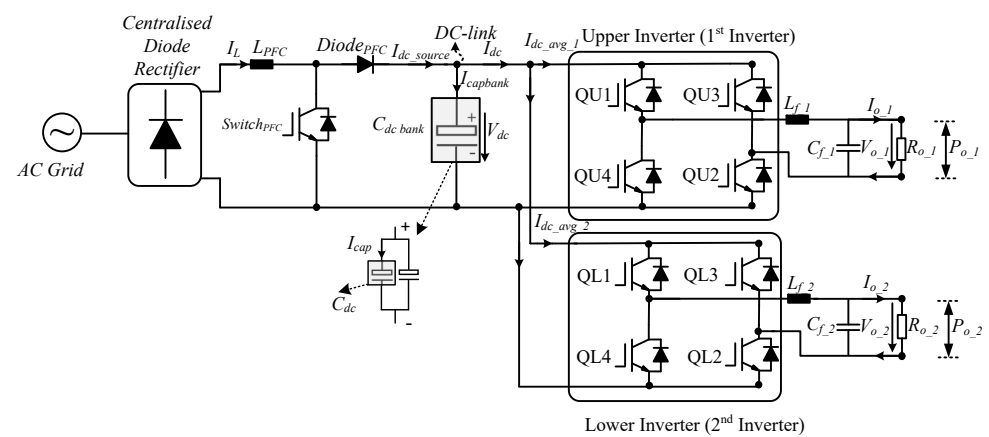 Centralised
Diode
Rectifier
AC Grid
I_L
L_PFC
Diode_PFC
Switch_PFC
I_dc_source
DC-link
I_dc
I_capbank
C_dc bank
+
-
V_dc
I_cap
+
C_dc
-
I_dc_avg_1
Upper Inverter (1st Inverter)
QU1
QU3
QU4
QU2
L_f_1
I_o_1
C_f_1
V_o_1
R_o_1
P_o_1
I_dc_avg_2
QL1
QL3
QL4
QL2
L_f_2
I_o_2
C_f_2
V_o_2
R_o_2
P_o_2
Lower Inverter (2nd Inverter)